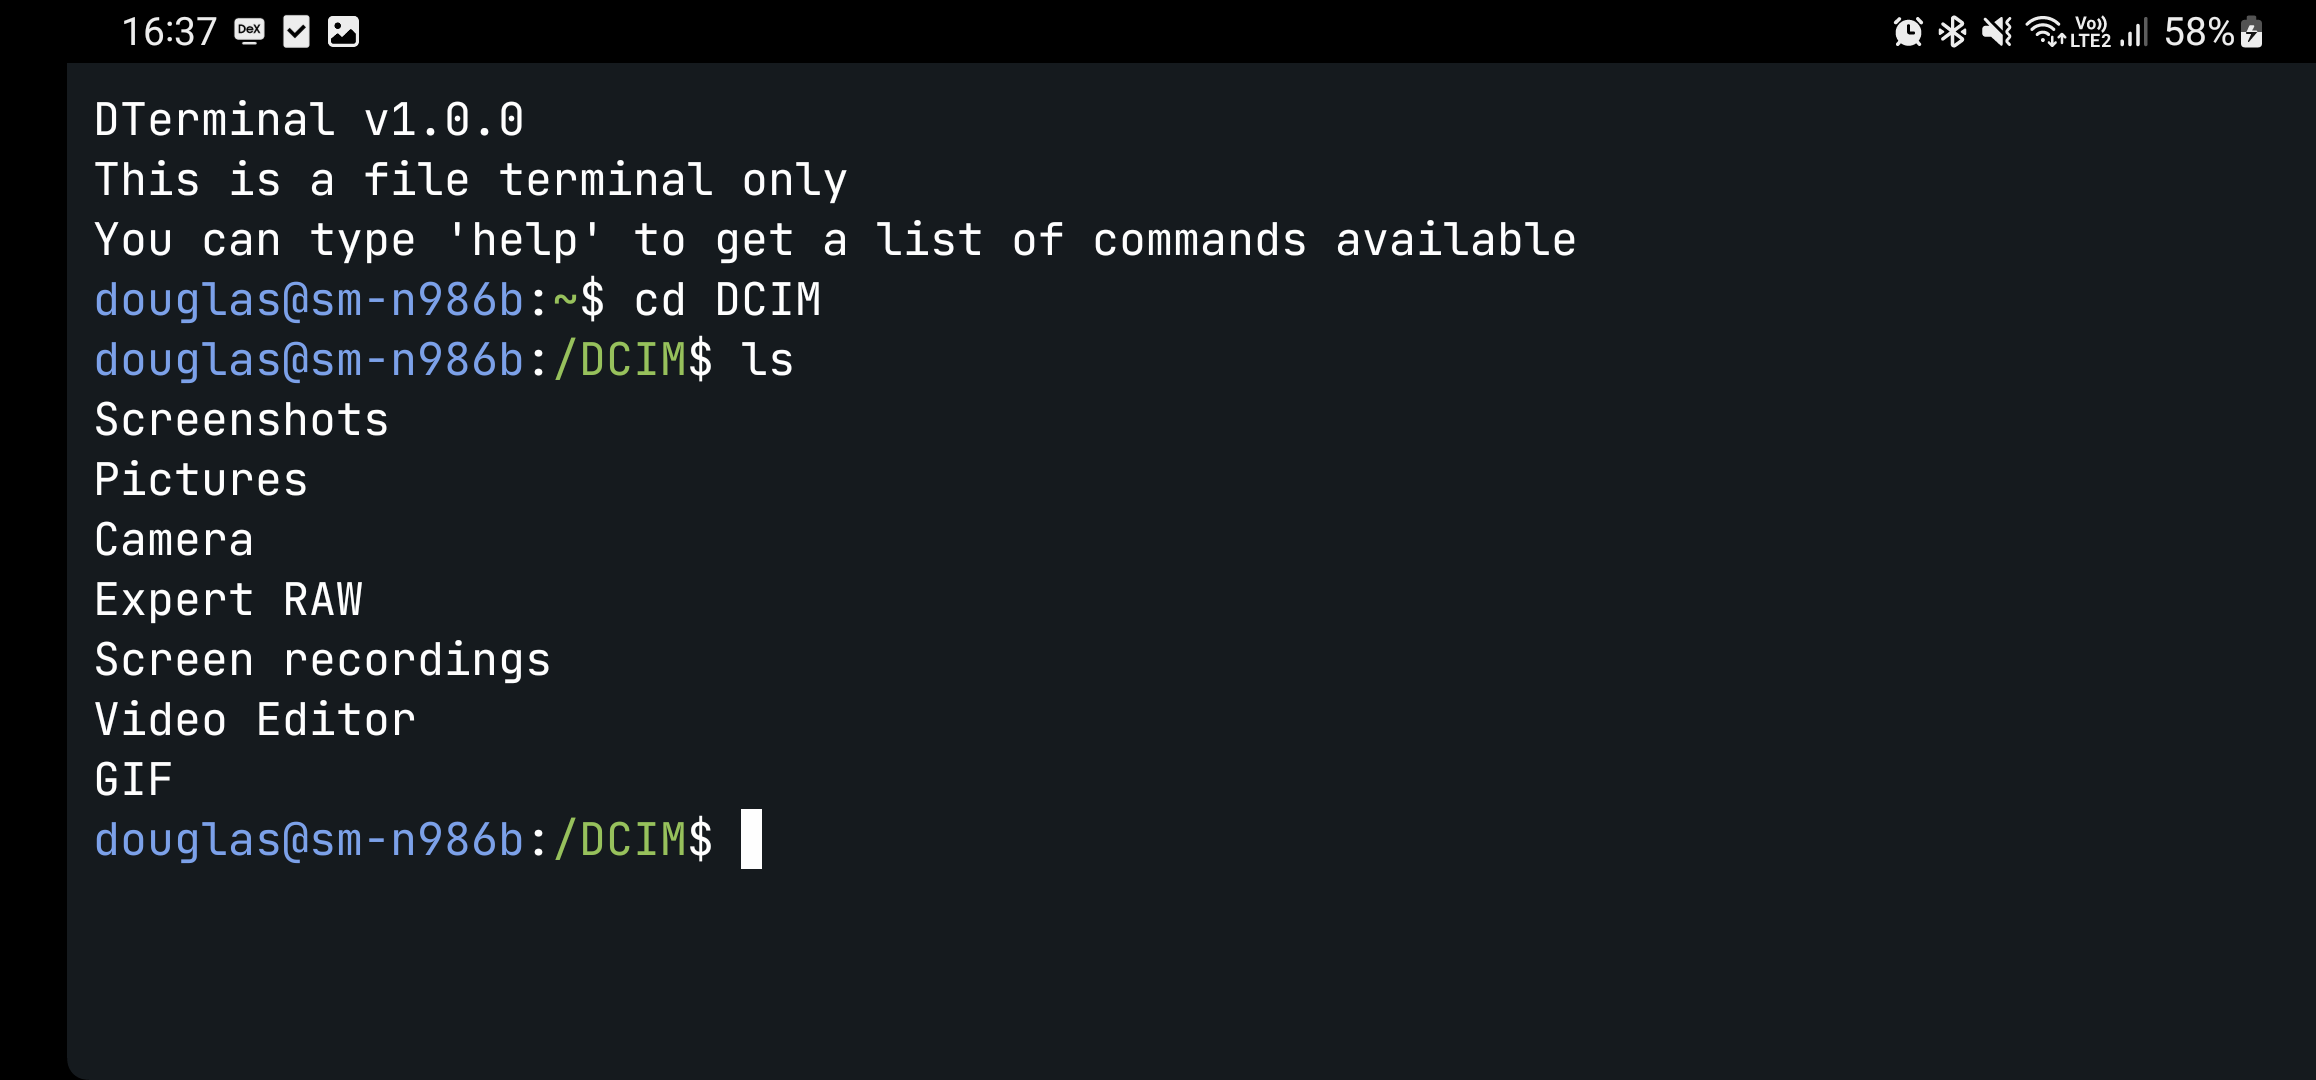 16:37 DeX Vo)) LTE2 58%
DTerminal v1.0.0
This is a file terminal only
You can type 'help' to get a list of commands available
douglas@sm-n986b:~$ cd DCIM
douglas@sm-n986b:/DCIM$ ls
Screenshots
Pictures
Camera
Expert RAW
Screen recordings
Video Editor
GIF
douglas@sm-n986b:/DCIM$